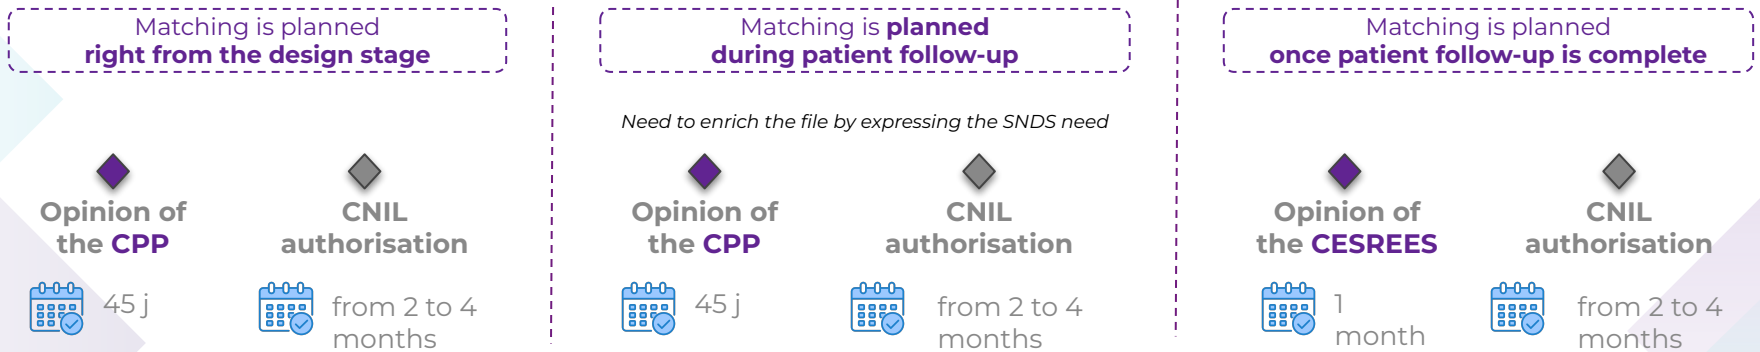 Matching is planned
right from the design stage
Opinion of
the CPP
45 j
CNIL
authorisation
from 2 to 4
months
Matching is planned
during patient follow-up
Need to enrich the file by expressing the SNDS need
Opinion of
the CPP
45 j
CNIL
authorisation
from 2 to 4
months
Matching is planned
once patient follow-up is complete
Opinion of
the CESREES
1
month
CNIL
authorisation
from 2 to 4
months